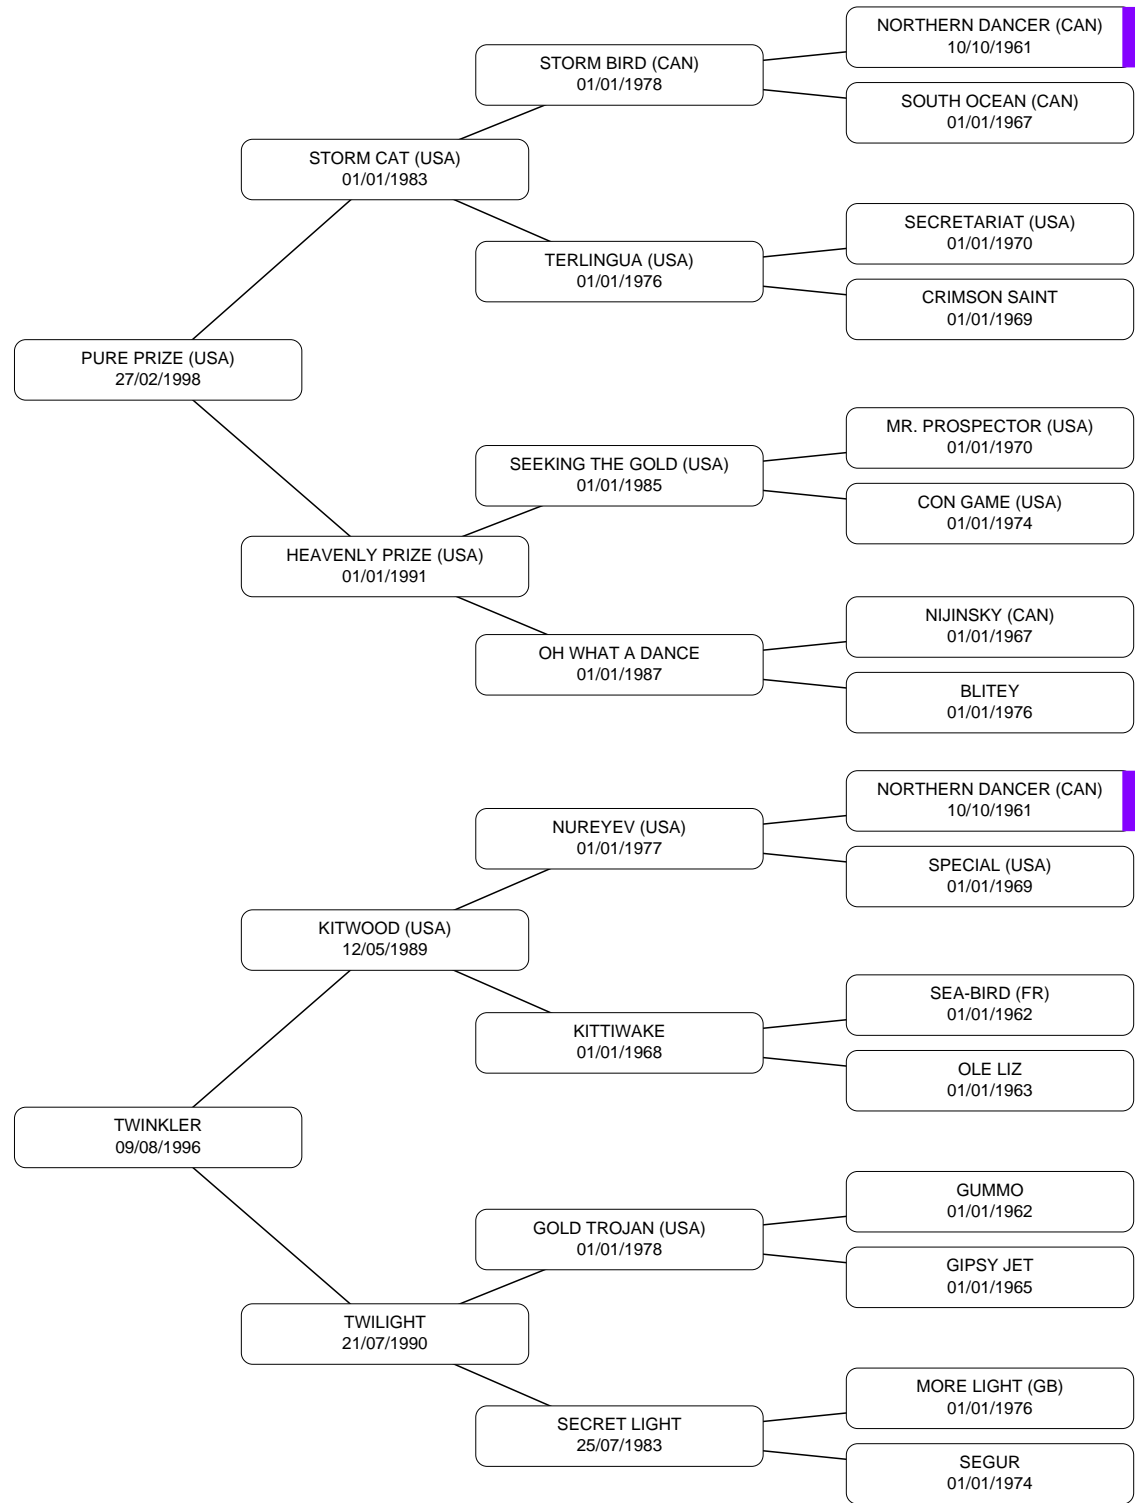 NORTHERN DANCER (CAN)
10/10/1961
STORM BIRD (CAN)
01/01/1978
SOUTH OCEAN (CAN)
01/01/1967
STORM CAT (USA)
01/01/1983
SECRETARIAT (USA)
01/01/1970
TERLINGUA (USA)
01/01/1976
CRIMSON SAINT
01/01/1969
PURE PRIZE (USA)
27/02/1998
MR. PROSPECTOR (USA)
01/01/1970
SEEKING THE GOLD (USA)
01/01/1985
CON GAME (USA)
01/01/1974
HEAVENLY PRIZE (USA)
01/01/1991
NIJINSKY (CAN)
01/01/1967
OH WHAT A DANCE
01/01/1987
BLITEY
01/01/1976
NORTHERN DANCER (CAN)
10/10/1961
NUREYEV (USA)
01/01/1977
SPECIAL (USA)
01/01/1969
KITWOOD (USA)
12/05/1989
SEA-BIRD (FR)
01/01/1962
KITTIWAKE
01/01/1968
OLE LIZ
01/01/1963
TWINKLER
09/08/1996
GUMMO
01/01/1962
GOLD TROJAN (USA)
01/01/1978
GIPSY JET
01/01/1965
TWILIGHT
21/07/1990
MORE LIGHT (GB)
01/01/1976
SECRET LIGHT
25/07/1983
SEGUR
01/01/1974